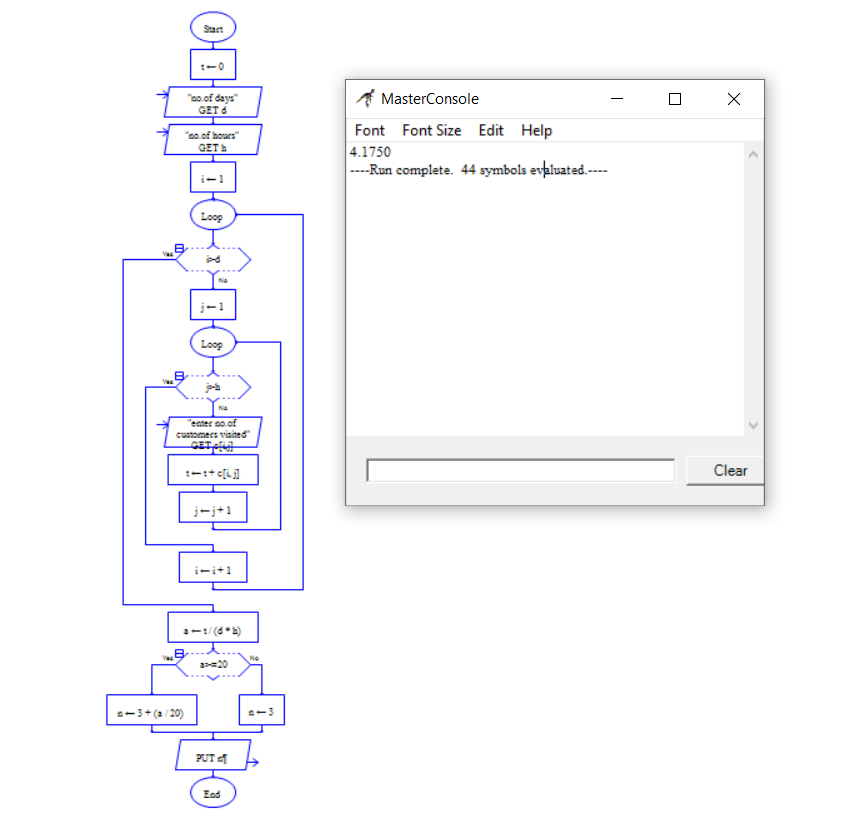 Start
t ← 0
"no.of days"
GET d
"no.of hours"
GET h
i ← 1
Loop
Yes
i>d
No
j ← 1
Loop
Yes
j>h
No
"enter no.of
customers visited"
GET c[i,j]
t ← t + c[i, j]
j ← j + 1
i ← i + 1
a ← t / (d * h)
Yes
a>=20
No
n ← 3 + (a / 20)
n ← 3
PUT n¶
End
MasterConsole
Font Font Size Edit Help
4.1750
----Run complete. 44 symbols evaluated.----
Clear